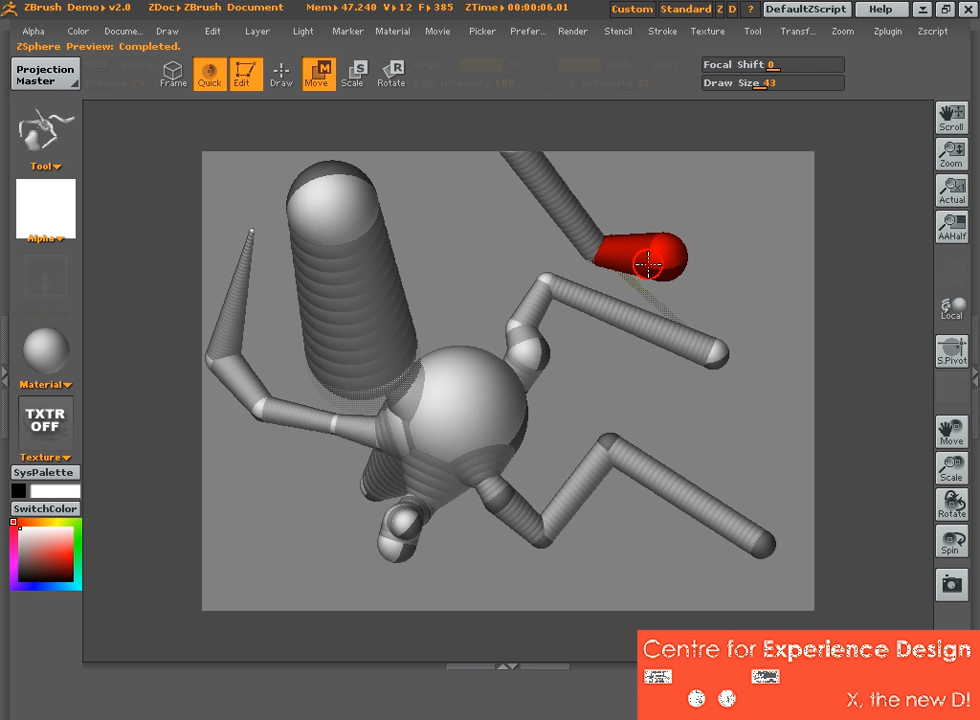 ZBrush Demo v2.0 ZDoc ZBrush Document Mem 47.240 V 12 F 385 ZTime 00:00:06.01 Custom Standard Z D ? DefaultZScript Help
Alpha Color Docume... Draw Edit Layer Light Marker Material Movie Picker Prefer... Render Stencil Stroke Texture Tool Transf... Zoom Zplugin Zscript
ZSphere Preview: Completed.
Projection
Master
Frame Quick Edit Draw Move Scale Rotate
M S R
Focal Shift 0
Draw Size 43
Tool
Alpha
Material
TXTR
OFF
Texture
SysPalette
SwitchColor
Scroll
Zoom
Actual
AAHalf
Local
S.Pivot
Move
Scale
Rotate
Spin
Centre for Experience Design
X, the new D!